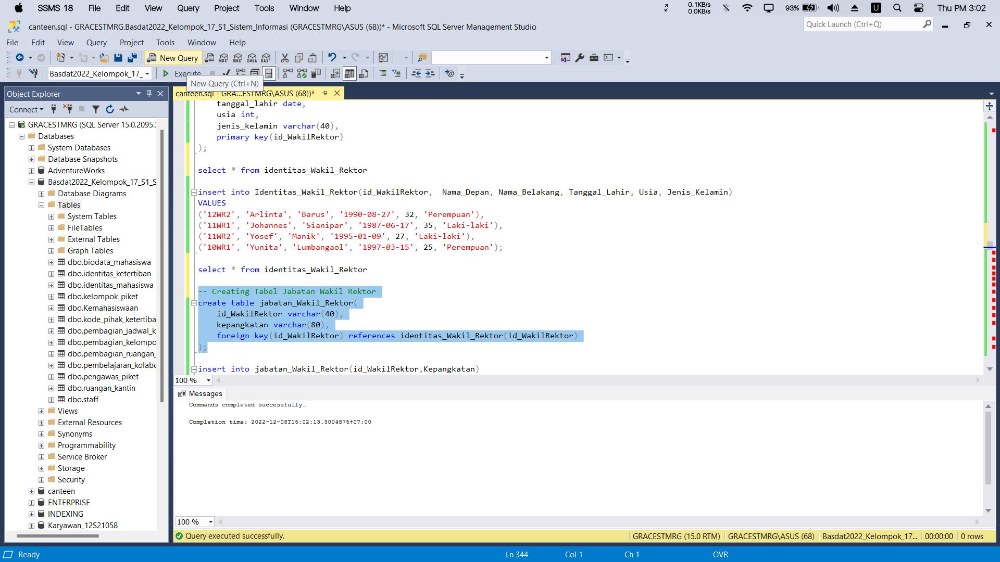 SSMS 18 File Edit View Query Project Tools Window Help
0.1KB/s
0.0KB/s
93%
U
Thu PM 3:02
canteen.sql - GRACESTMRG.Basdat2022_Kelompok_17_S1_Sistem_Informasi (GRACESTMRG\ASUS (68))* - Microsoft SQL Server Management Studio
Quick Launch (Ctrl+Q)
File Edit View Query Project Tools Window Help
New Query
MDX DMX XMLA DAX
Basdat2022_Kelompok_17_
Execute
New Query (Ctrl+N)
Object Explorer
Connect
GRACESTMRG (SQL Server 15.0.2095.3
Databases
System Databases
Database Snapshots
AdventureWorks
Basdat2022_Kelompok_17_S1_S
Database Diagrams
Tables
System Tables
FileTables
External Tables
Graph Tables
dbo.biodata_mahasiswa
dbo.identitas_ketertiban
dbo.identitas_mahasiswa
dbo.kelompok_piket
dbo.Kemahasiswaan
dbo.kode_pihak_ketertiba
dbo.pembagian_jadwal_k
dbo.pembagian_kelompo
dbo.pembagian_ruangan_
dbo.pembelajaran_kolabo
dbo.pengawas_piket
dbo.ruangan_kantin
dbo.staff
Views
External Resources
Synonyms
Programmability
Service Broker
Storage
Security
canteen
ENTERPRISE
INDEXING
Karyawan_12S21058
canteen.sql - GRA...ESTMRG\ASUS (68))*
tanggal_lahir date,
usia int,
jenis_kelamin varchar(40),
primary key(id_WakilRektor)
);
select * from identitas_Wakil_Rektor
insert into Identitas_Wakil_Rektor(id_WakilRektor,  Nama_Depan, Nama_Belakang, Tanggal_Lahir, Usia, Jenis_Kelamin)
VALUES
('12WR2', 'Arlinta', 'Barus', '1990-08-27', 32, 'Perempuan'),
('11WR1', 'Johannes', 'Sianipar', '1987-06-17', 35, 'Laki-laki'),
('11WR2', 'Yosef', 'Manik', '1995-01-09', 27, 'Laki-laki'),
('10WR1', 'Yunita', 'Lumbangaol', '1997-03-15', 25, 'Perempuan');
select * from identitas_Wakil_Rektor
-- Creating Tabel Jabatan Wakil Rektor
create table jabatan_Wakil_Rektor(
id_WakilRektor varchar(40),
kepangkatan varchar(80),
foreign key(id_WakilRektor) references identitas_Wakil_Rektor(id_WakilRektor)
);
insert into jabatan_Wakil_Rektor(id_WakilRektor,Kepangkatan)
100 %
Messages
Commands completed successfully.
Completion time: 2022-12-08T15:02:13.3004875+07:00
100 %
Query executed successfully.
GRACESTMRG (15.0 RTM) GRACESTMRG\ASUS (68) Basdat2022_Kelompok_17... 00:00:00 0 rows
Ready Ln 344 Col 1 Ch 1 OVR